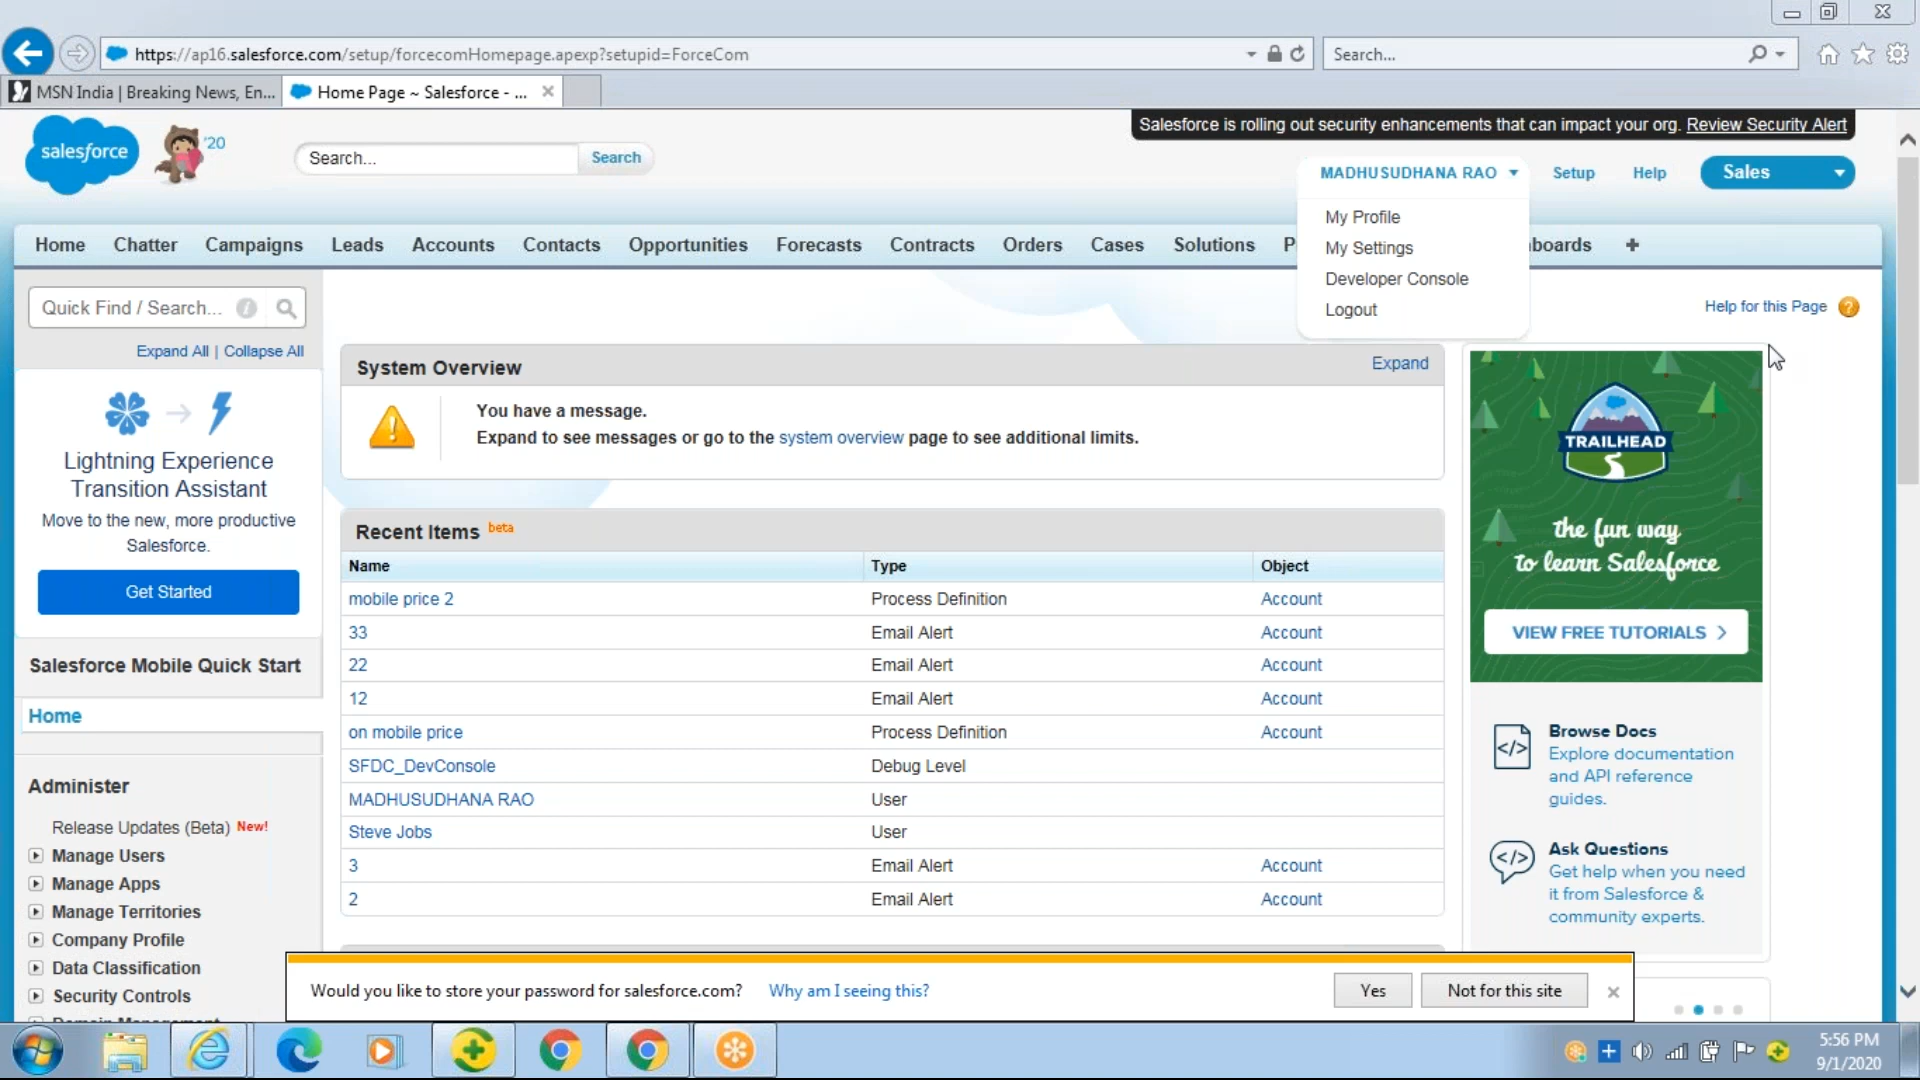 https://ap16.salesforce.com/setup/forcecomHomepage.apexp?setupid=ForceCom
Search...
MSN India | Breaking News, En...
Home Page ~ Salesforce - ...
Salesforce is rolling out security enhancements that can impact your org. Review Security Alert
salesforce
'20
Search...
Search
MADHUSUDHANA RAO
Setup
Help
Sales
My Profile
My Settings
Developer Console
Logout
Home
Chatter
Campaigns
Leads
Accounts
Contacts
Opportunities
Forecasts
Contracts
Orders
Cases
Solutions
P
boards
+
Quick Find / Search...
Expand All | Collapse All
Help for this Page
Lightning Experience
Transition Assistant
Move to the new, more productive
Salesforce.
Get Started
Salesforce Mobile Quick Start
Home
Administer
Release Updates (Beta) New!
Manage Users
Manage Apps
Manage Territories
Company Profile
Data Classification
Security Controls
System Overview
Expand
You have a message.
Expand to see messages or go to the system overview page to see additional limits.
Recent Items beta
Name Type Object
mobile price 2 Process Definition Account
33 Email Alert Account
22 Email Alert Account
12 Email Alert Account
on mobile price Process Definition Account
SFDC_DevConsole Debug Level
MADHUSUDHANA RAO User
Steve Jobs User
3 Email Alert Account
2 Email Alert Account
TRAILHEAD
the fun way
to learn Salesforce
VIEW FREE TUTORIALS
Browse Docs
Explore documentation
and API reference
guides.
Ask Questions
Get help when you need
it from Salesforce &
community experts.
Would you like to store your password for salesforce.com?
Why am I seeing this?
Yes
Not for this site
5:56 PM
9/1/2020